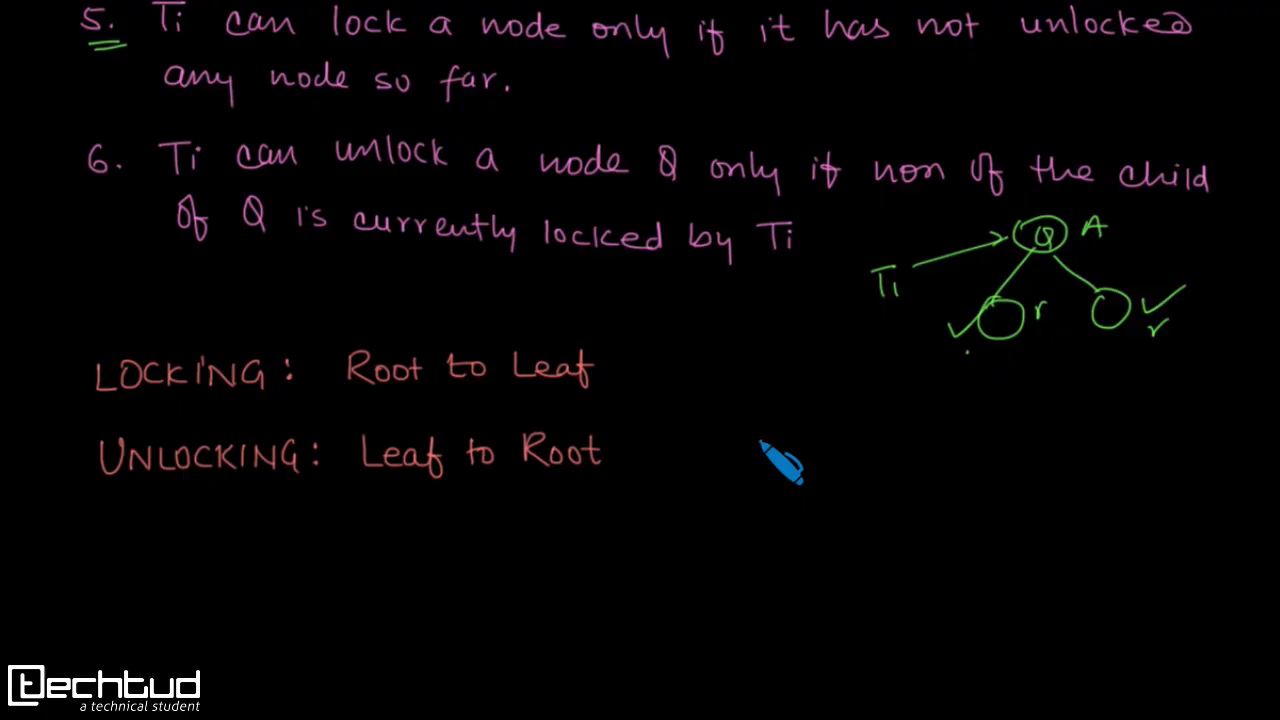 5. Ti can lock a node only if it has not unlocked
any node so far.
6. Ti can unlock a node Q only if non of the child
of Q is currently locked by Ti
Q A
Ti
r
r
LOCKING: Root to Leaf
UNLOCKING: Leaf to Root
techtud
a technical student